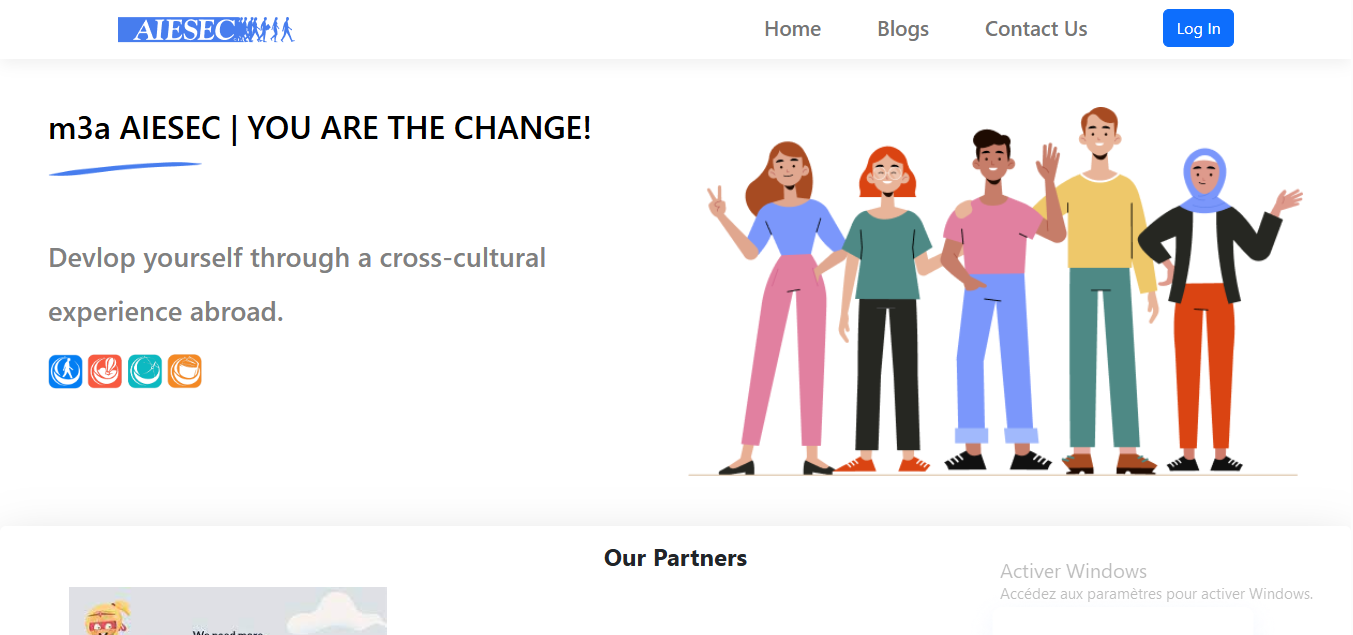 AIESEC
Home
Blogs
Contact Us
Log In
m3a AIESEC | YOU ARE THE CHANGE!
Devlop yourself through a cross-cultural
experience abroad.
Our Partners
Activer Windows
Accédez aux paramètres pour activer Windows.
We need more